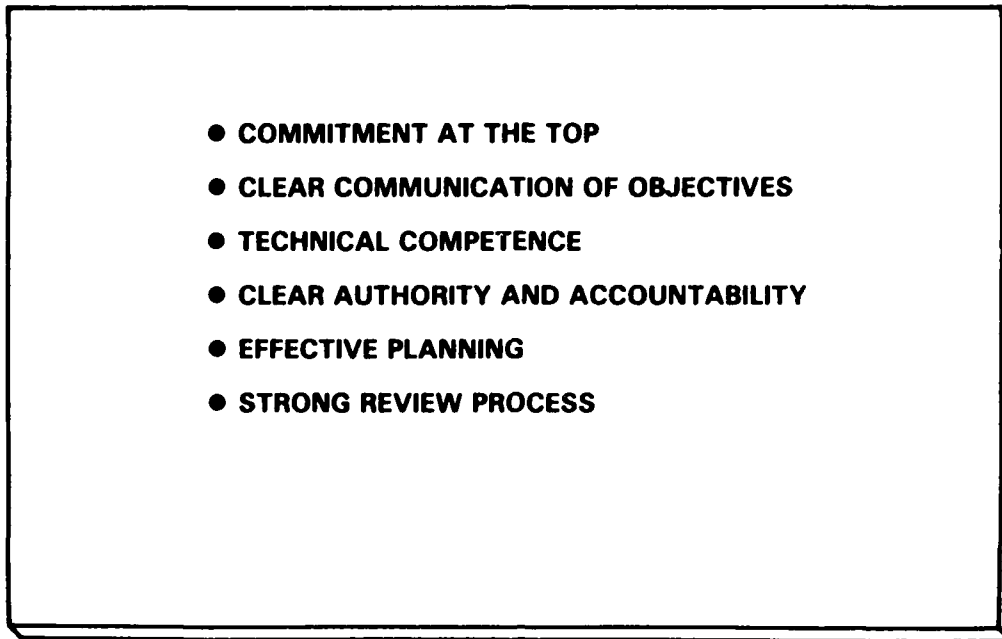 ● COMMITMENT AT THE TOP
● CLEAR COMMUNICATION OF OBJECTIVES
● TECHNICAL COMPETENCE
● CLEAR AUTHORITY AND ACCOUNTABILITY
● EFFECTIVE PLANNING
● STRONG REVIEW PROCESS